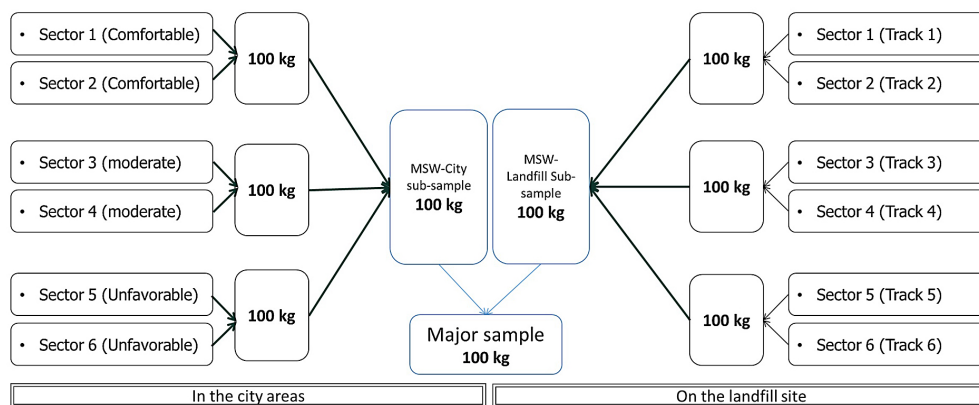 • Sector 1 (Comfortable)
• Sector 2 (Comfortable)
100 kg
• Sector 3 (moderate)
• Sector 4 (moderate)
100 kg
• Sector 5 (Unfavorable)
• Sector 6 (Unfavorable)
100 kg
MSW-City
sub-sample
100 kg
MSW-
Landfill Sub-
sample
100 kg
Major sample
100 kg
100 kg
• Sector 1 (Track 1)
• Sector 2 (Track 2)
100 kg
• Sector 3 (Track 3)
• Sector 4 (Track 4)
100 kg
• Sector 5 (Track 5)
• Sector 6 (Track 6)
In the city areas
On the landfill site